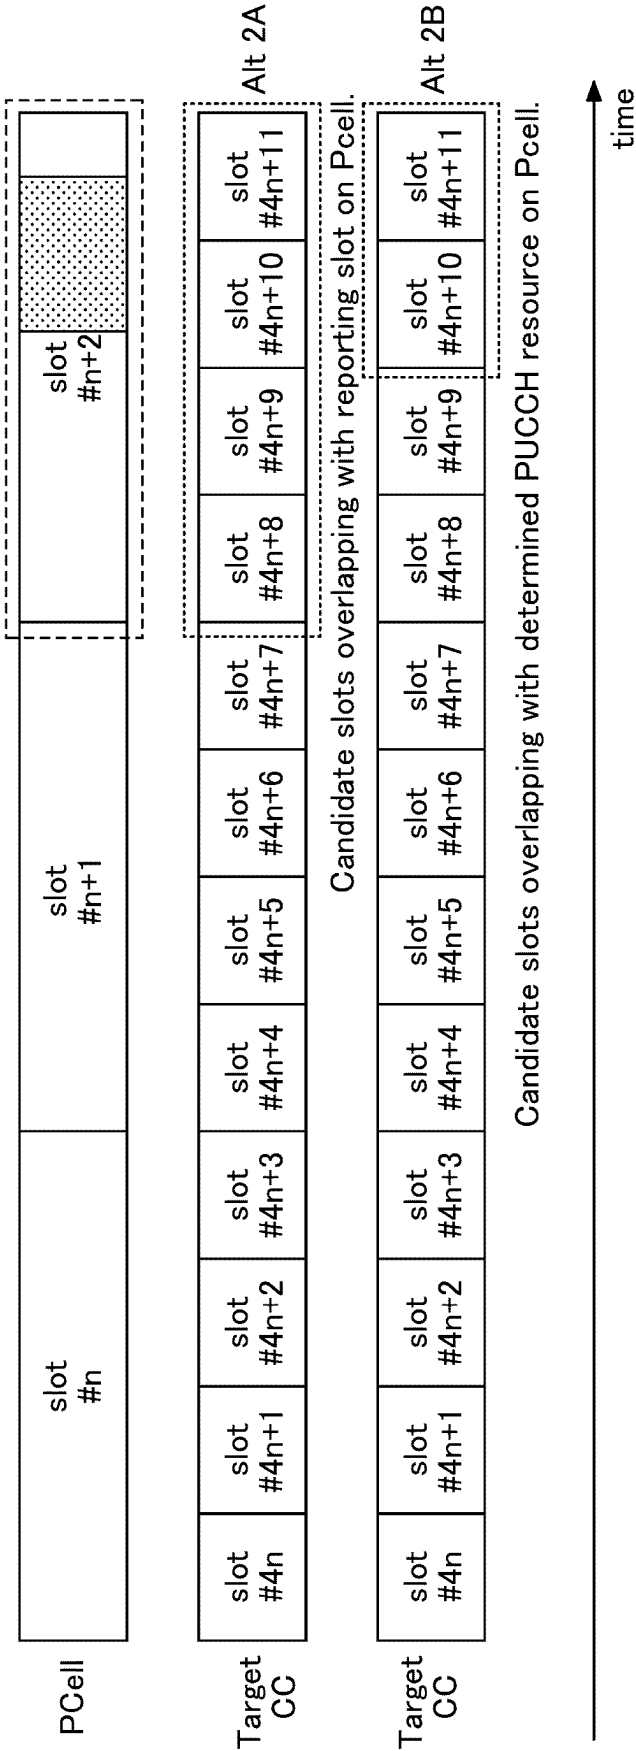 PCell
slot
#n
slot
#n+1
slot
#n+2
Target
CC
slot
#4n
slot
#4n+1
slot
#4n+2
slot
#4n+3
slot
#4n+4
slot
#4n+5
slot
#4n+6
slot
#4n+7
slot
#4n+8
slot
#4n+9
slot
#4n+10
slot
#4n+11
Alt 2A
Candidate slots overlapping with reporting slot on Pcell.
Target
CC
slot
#4n
slot
#4n+1
slot
#4n+2
slot
#4n+3
slot
#4n+4
slot
#4n+5
slot
#4n+6
slot
#4n+7
slot
#4n+8
slot
#4n+9
slot
#4n+10
slot
#4n+11
Alt 2B
Candidate slots overlapping with determined PUCCH resource on Pcell.
time